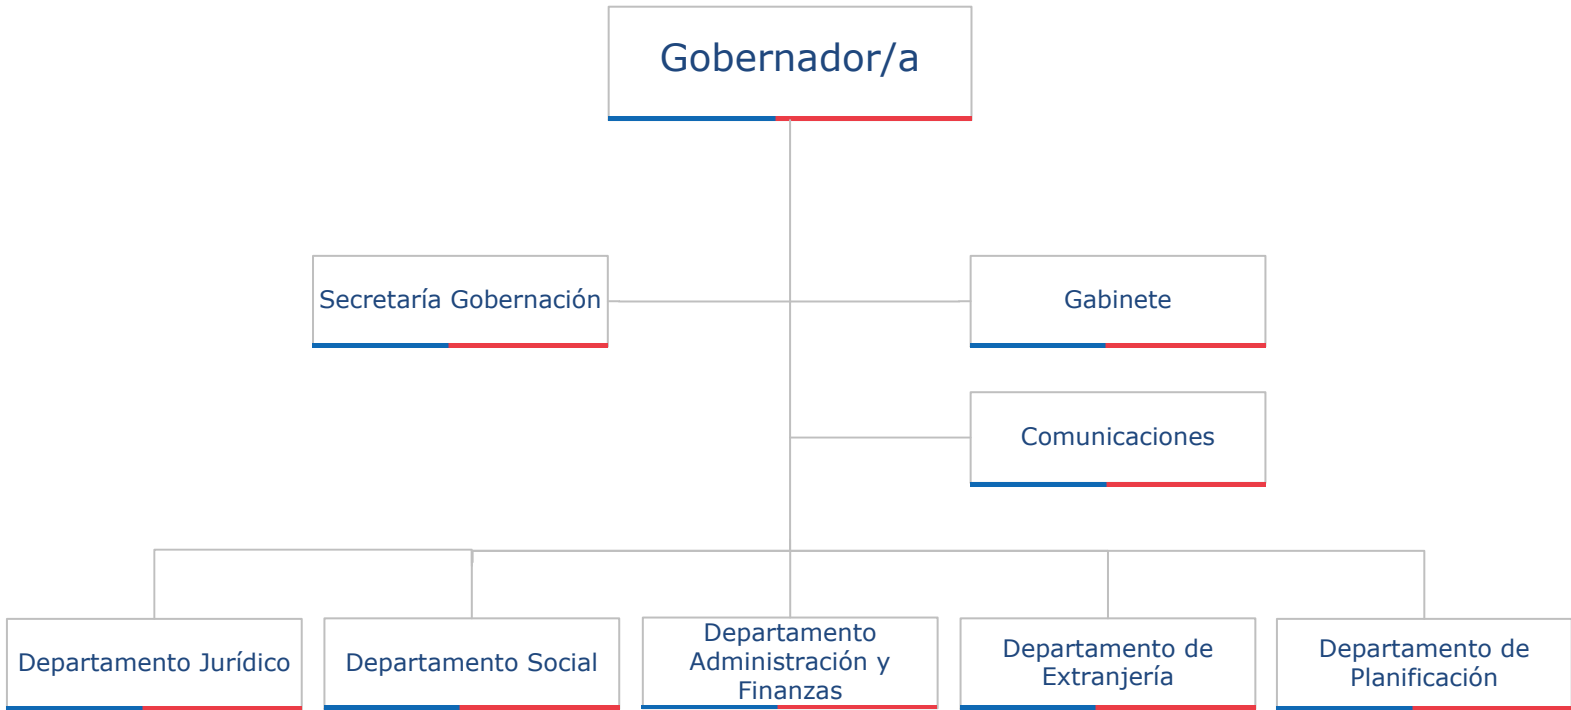 Gobernador/a
Secretaría Gobernación
Gabinete
Comunicaciones
Departamento Jurídico
Departamento Social
Departamento
Administración y
Finanzas
Departamento de
Extranjería
Departamento de
Planificación